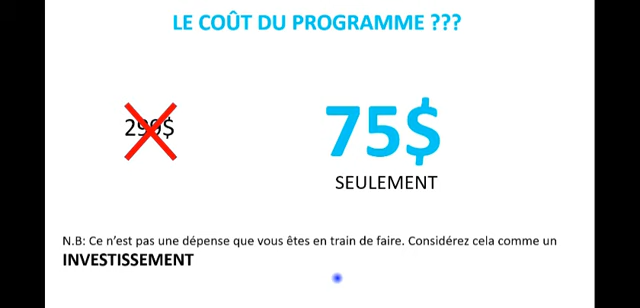 LE COÛT DU PROGRAMME ???
299$
75$
SEULEMENT
N.B: Ce n'est pas une dépense que vous êtes en train de faire. Considérez cela comme un
INVESTISSEMENT